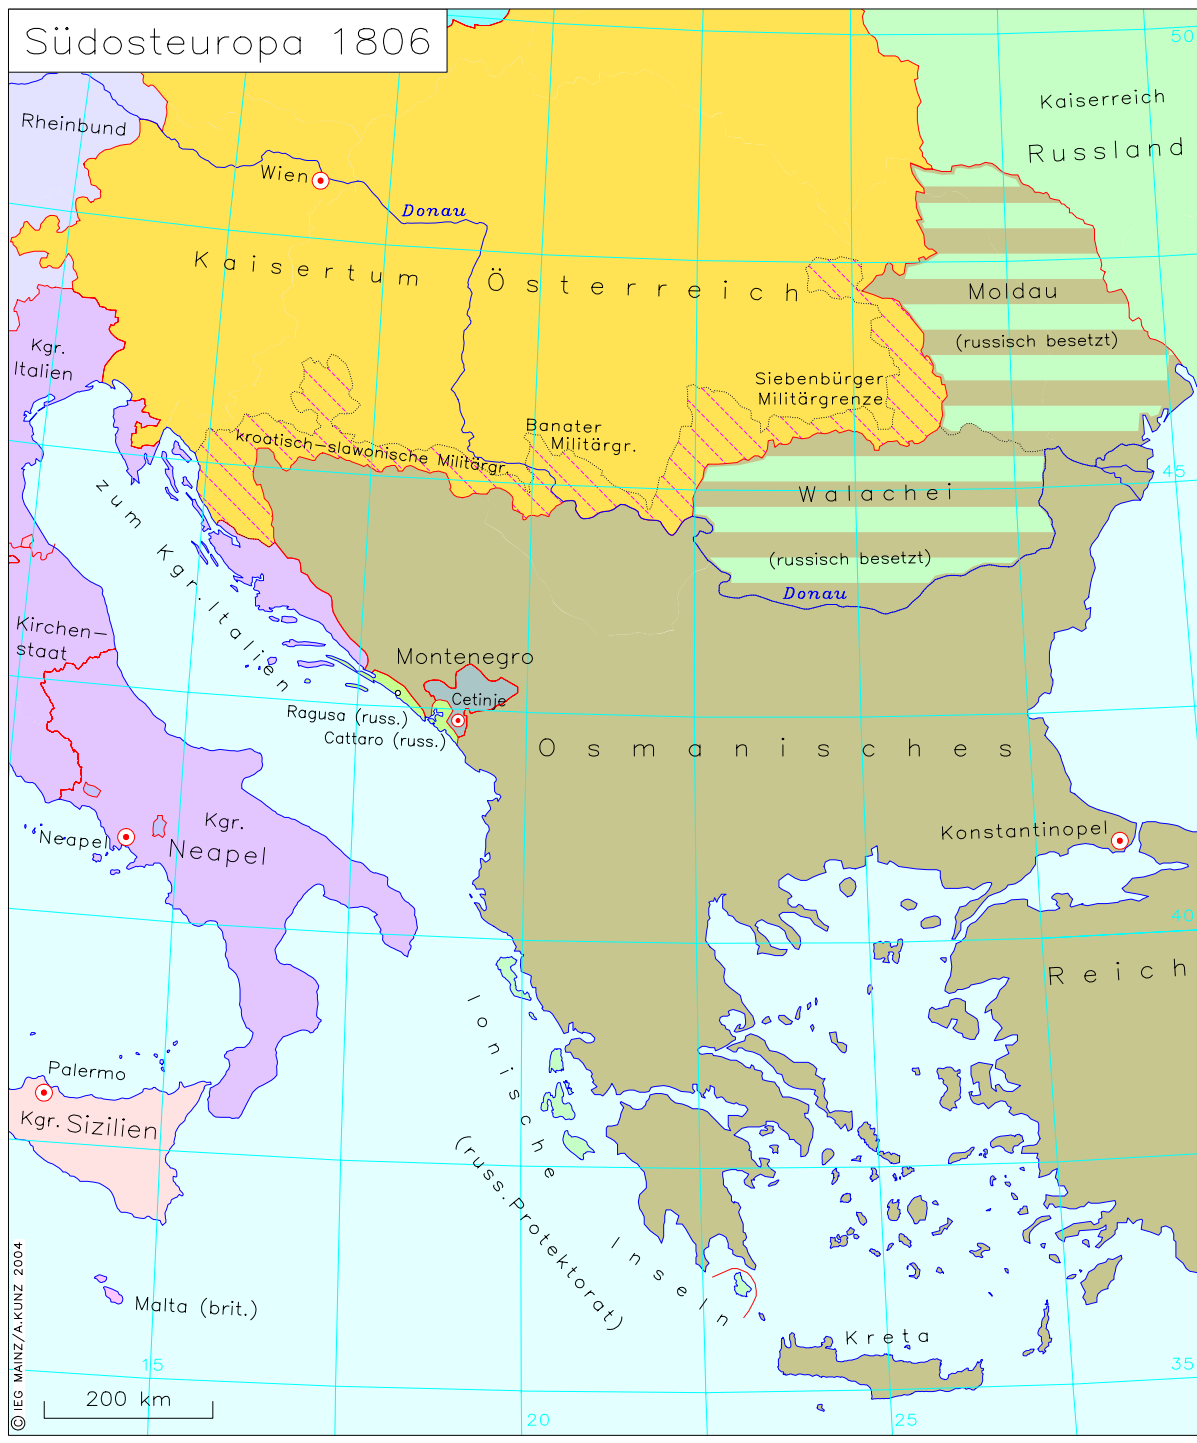 Südosteuropa 1806
50
Kaiserreich
Russland
Rheinbund
Wien
Donau
Kaisertum Österreich
Moldau
(russisch besetzt)
Kgr.
Italien
Siebenbürger
Militärgrenze
Banater
Militärgr.
kroatisch-slawonische Militärgr.
45
Walachei
(russisch besetzt)
Donau
zum Kgr. Italien
Kirchen-
staat
Montenegro
Cetinje
Ragusa (russ.)
Cattaro (russ.)
Osmanisches
Reich
Konstantinopel
Kgr.
Neapel
Neapel
40
Ionische Inseln
(russ. Protektorat)
Palermo
Kgr. Sizilien
Malta (brit.)
Kreta
35
15
20
25
200 km
© IEG MAINZ/A.KUNZ 2004